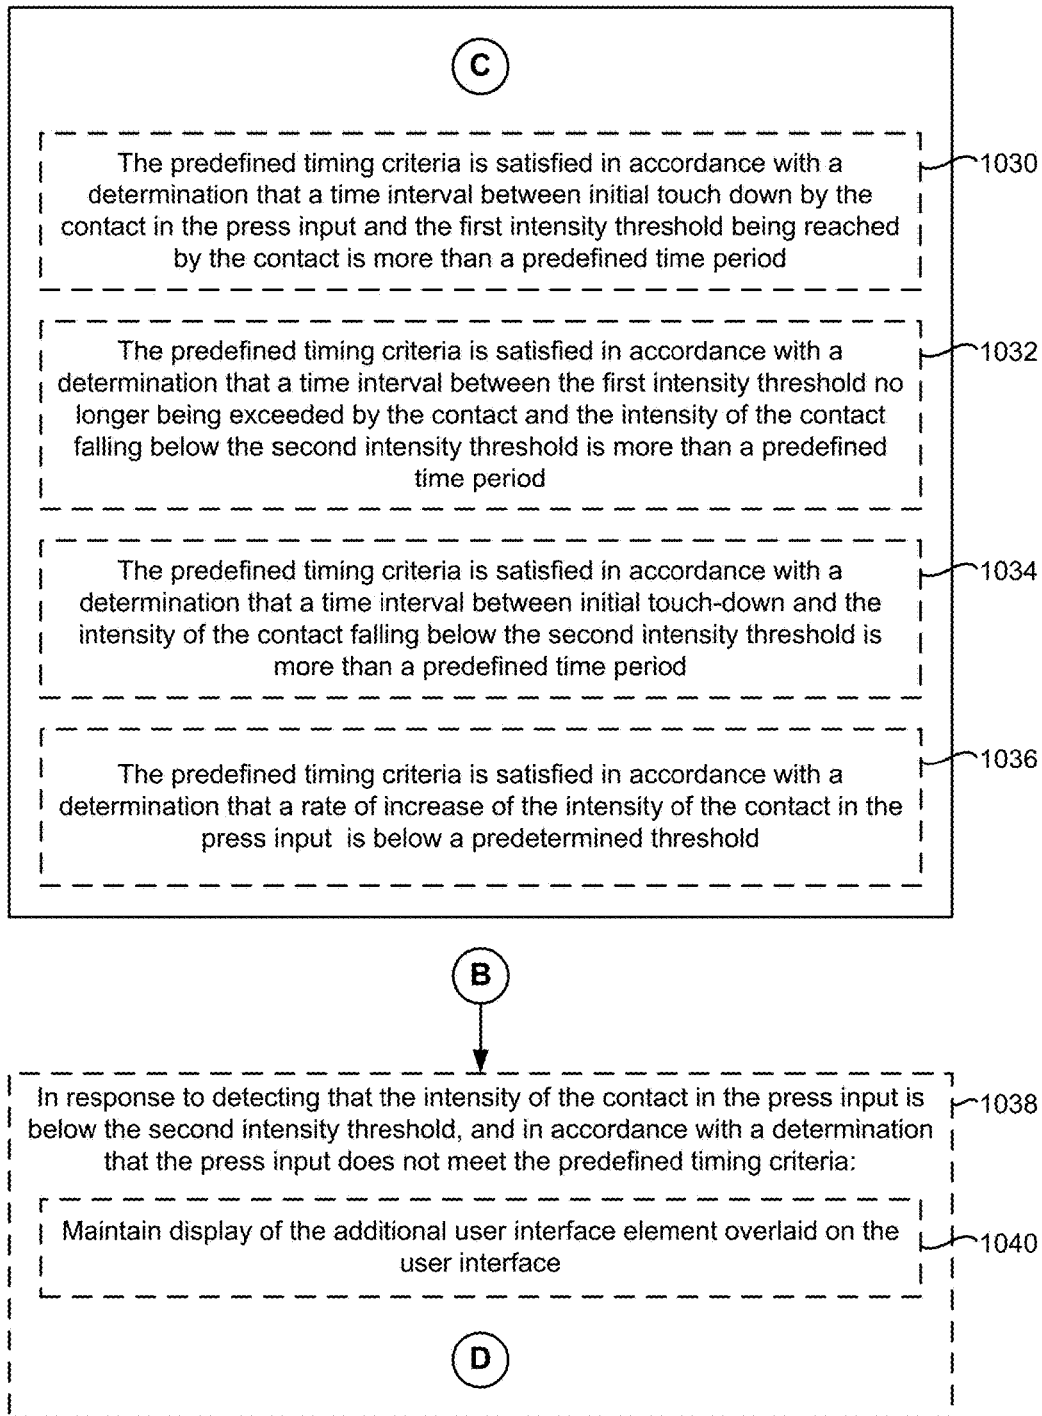 C
The predefined timing criteria is satisfied in accordance with a
determination that a time interval between initial touch down by the
contact in the press input and the first intensity threshold being reached
by the contact is more than a predefined time period
1030
The predefined timing criteria is satisfied in accordance with a
determination that a time interval between the first intensity threshold no
longer being exceeded by the contact and the intensity of the contact
falling below the second intensity threshold is more than a predefined
time period
1032
The predefined timing criteria is satisfied in accordance with a
determination that a time interval between initial touch-down and the
intensity of the contact falling below the second intensity threshold is
more than a predefined time period
1034
The predefined timing criteria is satisfied in accordance with a
determination that a rate of increase of the intensity of the contact in the
press input is below a predetermined threshold
1036
B
In response to detecting that the intensity of the contact in the press input is
below the second intensity threshold, and in accordance with a determination
that the press input does not meet the predefined timing criteria:
1038
Maintain display of the additional user interface element overlaid on the
user interface
1040
D